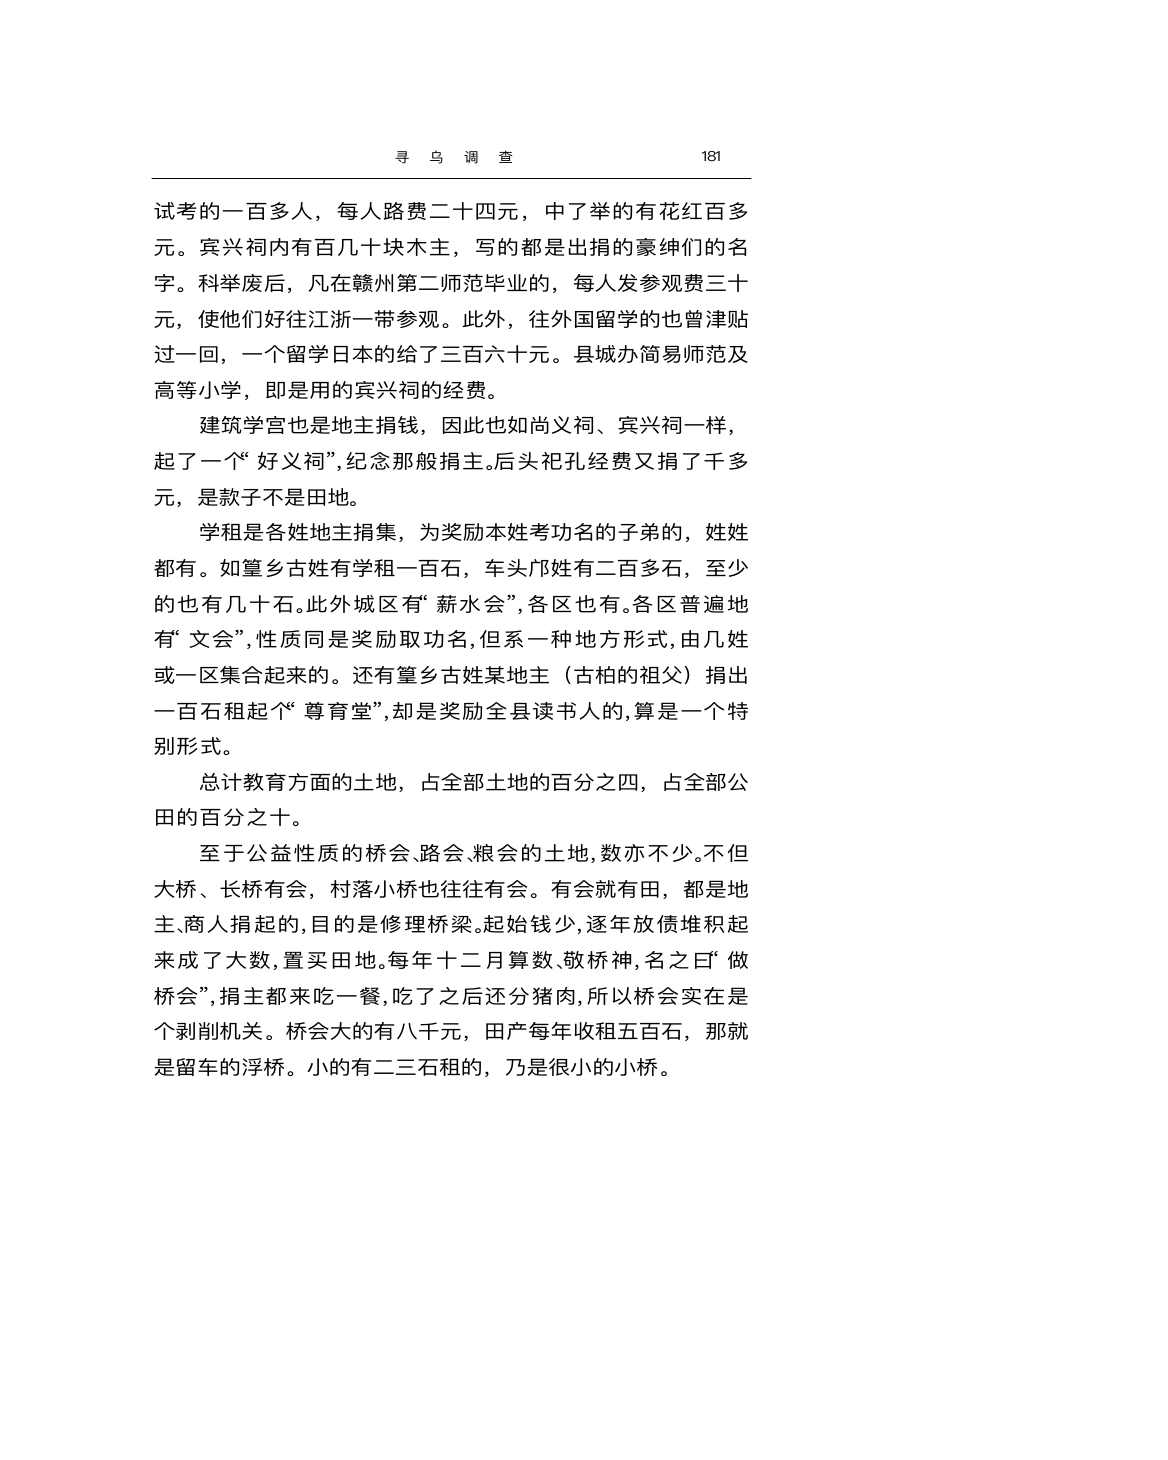 寻乌调查 181
试考的一百多人，每人路费二十四元，中了举的有花红百多
元。宾兴祠内有百几十块木主，写的都是出捐的豪绅们的名
字。科举废后，凡在赣州第二师范毕业的，每人发参观费三十
元，使他们好往江浙一带参观。此外，往外国留学的也曾津贴
过一回，一个留学日本的给了三百六十元。县城办简易师范及
高等小学，即是用的宾兴祠的经费。
建筑学宫也是地主捐钱，因此也如尚义祠、宾兴祠一样，
起了一个“好义祠”，纪念那般捐主。后头祀孔经费又捐了千多
元，是款子不是田地。
学租是各姓地主捐集，为奖励本姓考功名的子弟的，姓姓
都有。如篁乡古姓有学租一百石，车头邝姓有二百多石，至少
的也有几十石。此外城区有“薪水会”，各区也有。各区普遍地
有“文会”，性质同是奖励取功名，但系一种地方形式，由几姓
或一区集合起来的。还有篁乡古姓某地主（古柏的祖父）捐出
一百石租起个“尊育堂”，却是奖励全县读书人的，算是一个特
别形式。
总计教育方面的土地，占全部土地的百分之四，占全部公
田的百分之十。
至于公益性质的桥会、路会、粮会的土地，数亦不少。不但
大桥、长桥有会，村落小桥也往往有会。有会就有田，都是地
主、商人捐起的，目的是修理桥梁。起始钱少，逐年放债堆积起
来成了大数，置买田地。每年十二月算数、敬桥神，名之曰“做
桥会”，捐主都来吃一餐，吃了之后还分猪肉，所以桥会实在是
个剥削机关。桥会大的有八千元，田产每年收租五百石，那就
是留车的浮桥。小的有二三石租的，乃是很小的小桥。